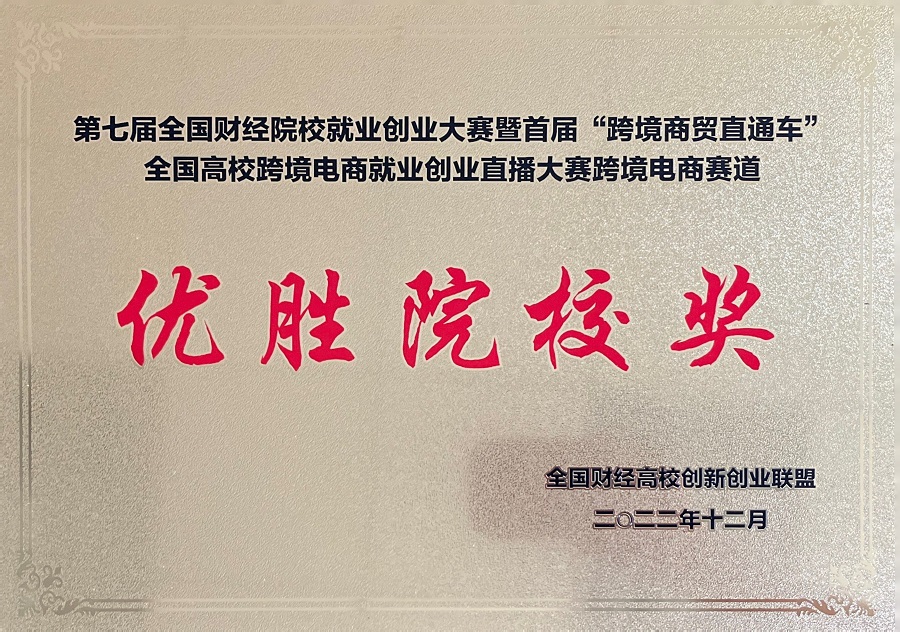 第七届全国财经院校就业创业大赛暨首届“跨境商贸直通车”
全国高校跨境电商就业创业直播大赛跨境电商赛道
优胜院校奖
全国财经高校创新创业联盟
二〇二二年十二月